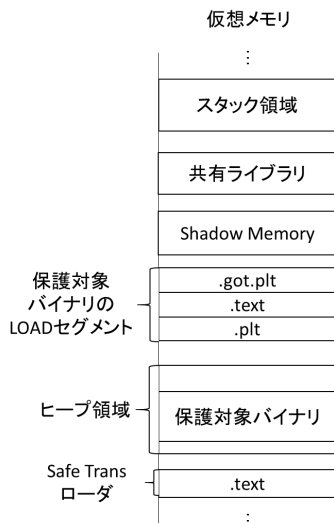 仮想メモリ
⋮
スタック領域
共有ライブラリ
Shadow Memory
保護対象
バイナリの
LOADセグメント
.got.plt
.text
.plt
ヒープ領域
保護対象バイナリ
Safe Trans
ローダ
.text
⋮